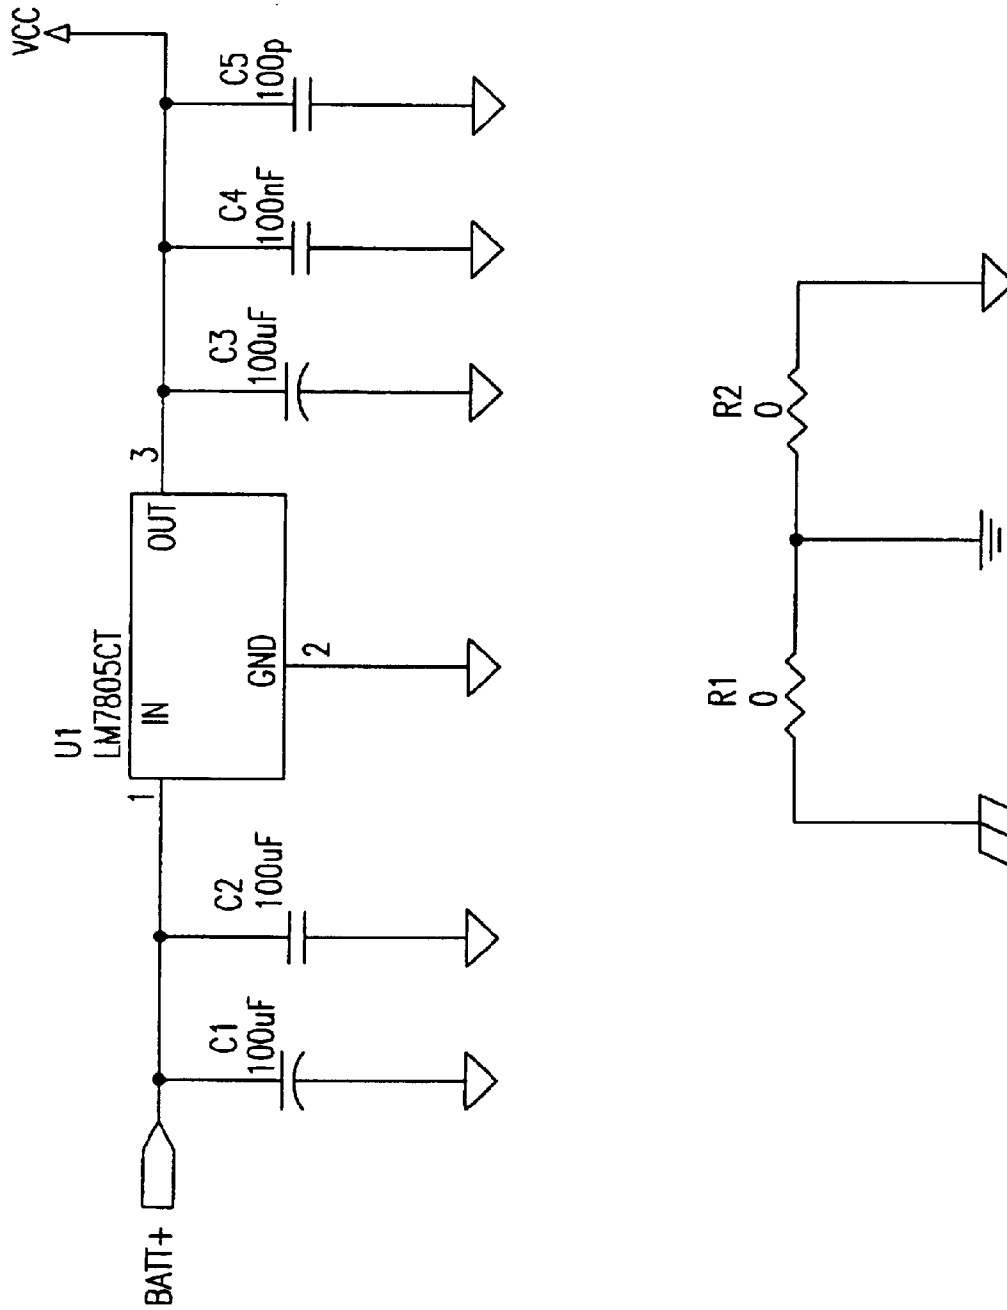 BATT+
C1
100uF
C2
100uF
1
U1
LM7805CT
IN
OUT
GND
2
3
C3
100uF
C4
100nF
C5
100p
VCC
R1
0
R2
0